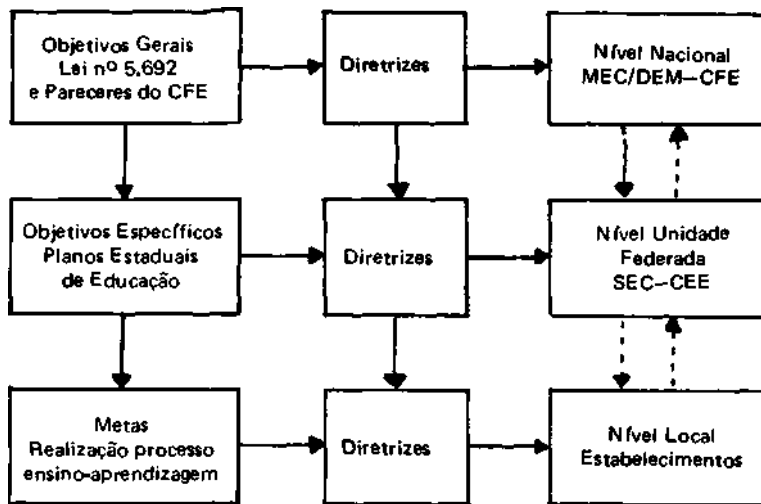 Objetivos Gerais
Lei nº 5.692
e Pareceres do CFE
Diretrizes
Nível Nacional
MEC/DEM—CFE
Objetivos Específicos
Planos Estaduais
de Educação
Diretrizes
Nível Unidade
Federada
SEC—CEE
Metas
Realização processo
ensino-aprendizagem
Diretrizes
Nível Local
Estabelecimentos